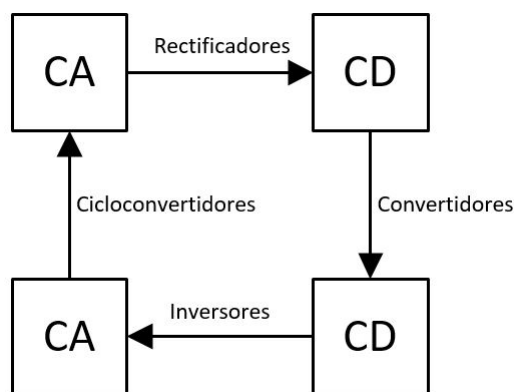 CA
Rectificadores
CD
Cicloconvertidores
Convertidores
CA
Inversores
CD